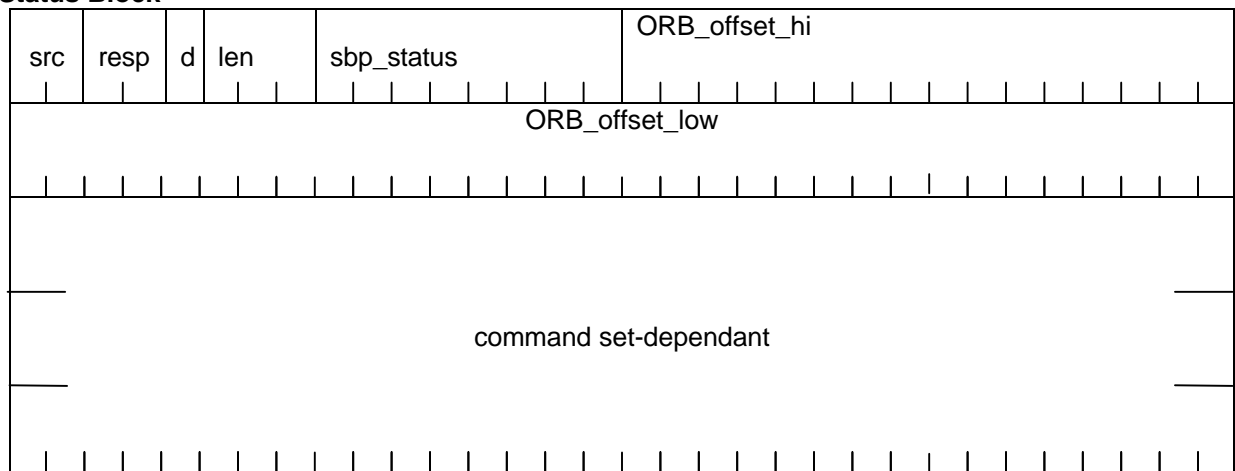 Status Block
ORB_offset_hi
src resp d len sbp_status
ORB_offset_low
command set-dependant